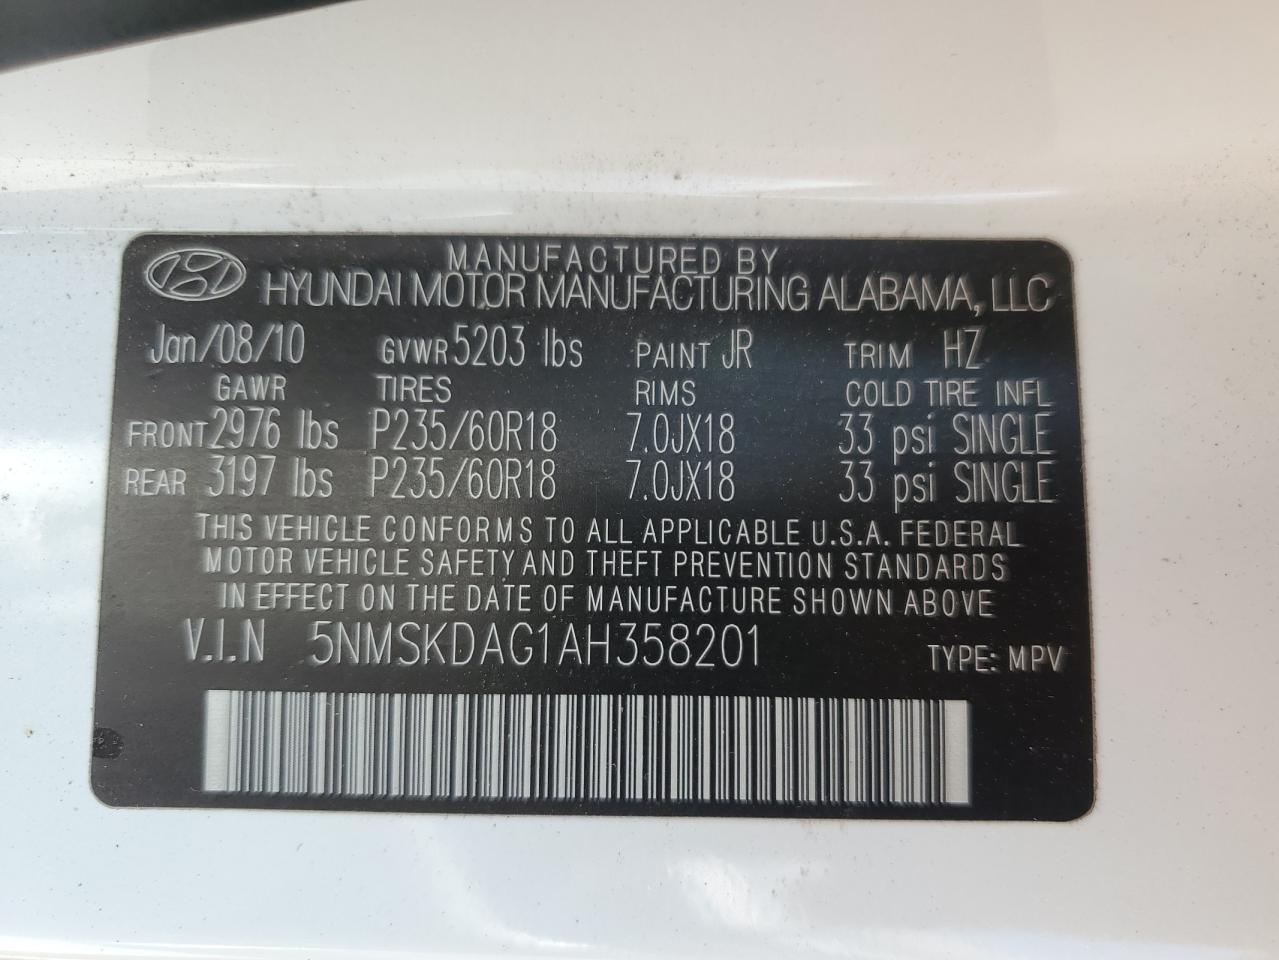 MANUFACTURED BY
HYUNDAI MOTOR MANUFACTURING ALABAMA, LLC
Jan/08/10 GVWR 5203 lbs PAINT JR TRIM HZ
GAWR TIRES RIMS COLD TIRE INFL
FRONT 2976 lbs P235/60R18 7.0JX18 33 psi SINGLE
REAR 3197 lbs P235/60R18 7.0JX18 33 psi SINGLE
THIS VEHICLE CONFORMS TO ALL APPLICABLE U.S.A. FEDERAL
MOTOR VEHICLE SAFETY AND THEFT PREVENTION STANDARDS
IN EFFECT ON THE DATE OF MANUFACTURE SHOWN ABOVE
V.I.N 5NMSKDAG1AH358201 TYPE: MPV